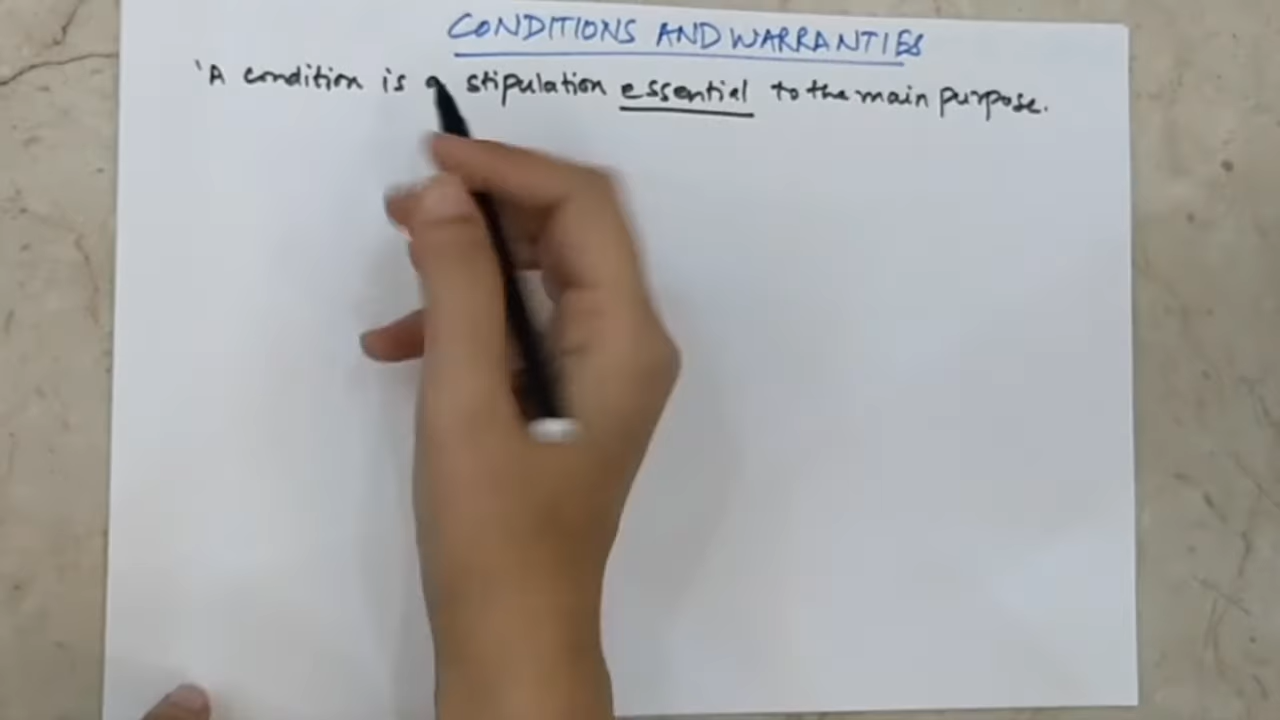 CONDITIONS AND WARRANTIES
'A condition is a stipulation essential to the main purpose.